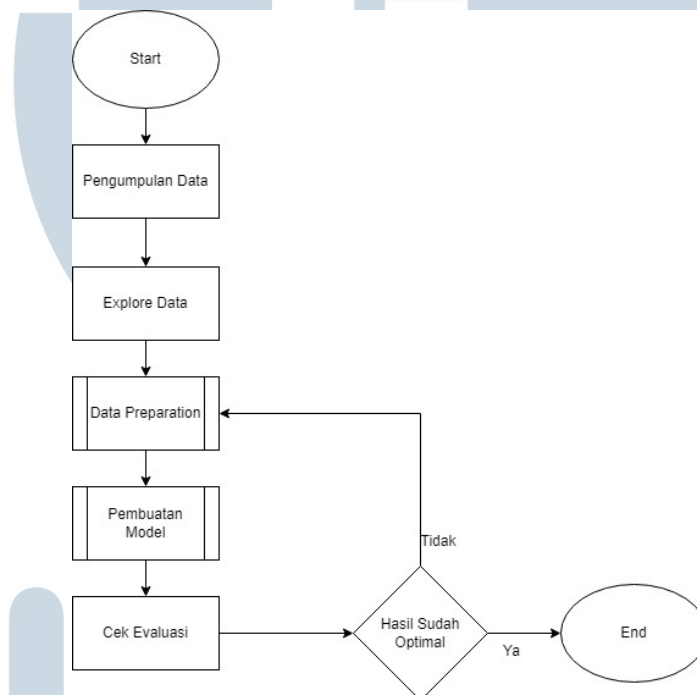 Start
Pengumpulan Data
Explore Data
Data Preparation
Pembuatan
Model
Tidak
Cek Evaluasi
Hasil Sudah
Optimal
Ya
End